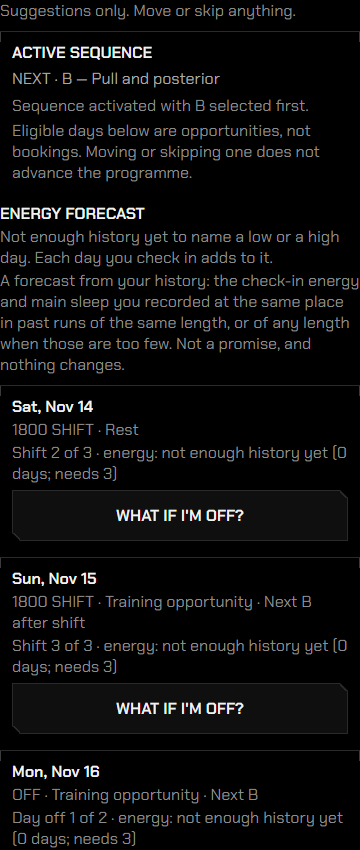 Suggestions only. Move or skip anything.
ACTIVE SEQUENCE
NEXT · B — Pull and posterior
Sequence activated with B selected first.
Eligible days below are opportunities, not
bookings. Moving or skipping one does not
advance the programme.
ENERGY FORECAST
Not enough history yet to name a low or a high
day. Each day you check in adds to it.
A forecast from your history: the check-in energy
and main sleep you recorded at the same place
in past runs of the same length, or of any length
when those are too few. Not a promise, and
nothing changes.
Sat, Nov 14
1800 SHIFT · Rest
Shift 2 of 3 · energy: not enough history yet (0
days; needs 3)
WHAT IF I'M OFF?
Sun, Nov 15
1800 SHIFT · Training opportunity · Next B
after shift
Shift 3 of 3 · energy: not enough history yet (0
days; needs 3)
WHAT IF I'M OFF?
Mon, Nov 16
OFF · Training opportunity · Next B
Day off 1 of 2 · energy: not enough history yet
(0 days; needs 3)